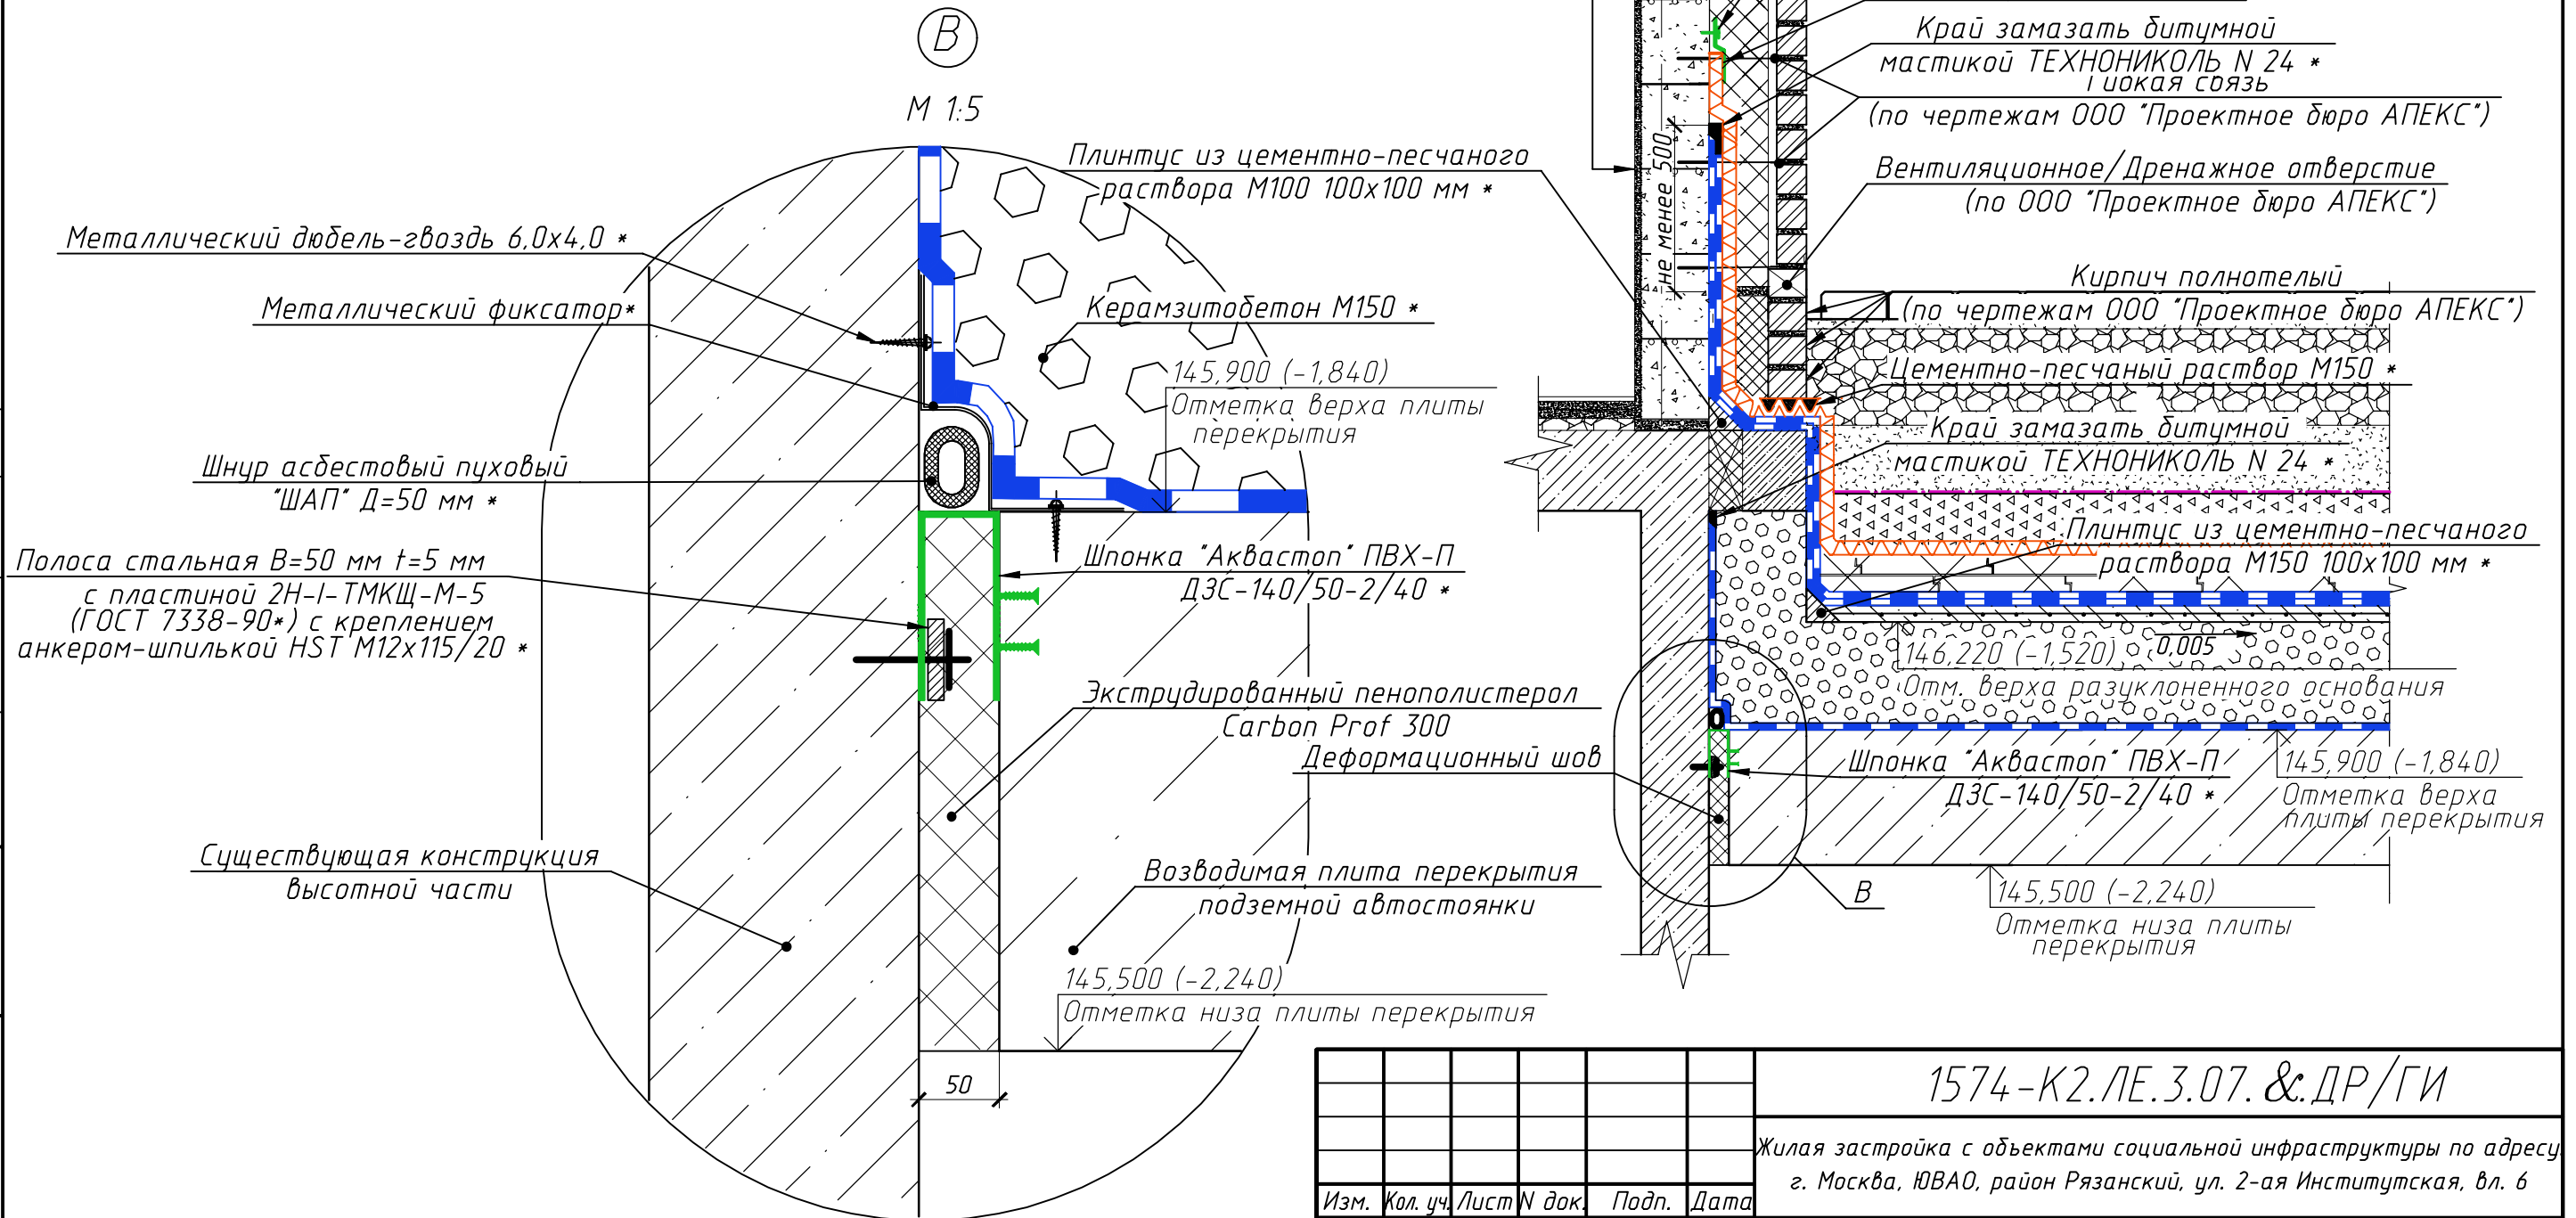 В
М 1:5
Металлический дюбель-гвоздь 6,0х4,0 *
Металлический фиксатор*
Шнур асбестовый пуховый
"ШАП" Д=50 мм *
Полоса стальная В=50 мм t=5 мм
с пластиной 2Н-I-ТМКЩ-М-5
(ГОСТ 7338-90*) с креплением
анкером-шпилькой HST М12х115/20 *
Существующая конструкция
высотной части
Плинтус из цементно-песчаного
раствора М100 100х100 мм *
Керамзитобетон М150 *
145,900 (-1,840)
Отметка верха плиты
перекрытия
Шпонка "Аквастоп" ПВХ-П
ДЗС-140/50-2/40 *
Экструдированный пенополистерол
Carbon Prof 300
Деформационный шов
Возводимая плита перекрытия
подземной автостоянки
145,500 (-2,240)
Отметка низа плиты перекрытия
50
Край замазать битумной
мастикой ТЕХНОНИКОЛЬ N 24 *
Гибкая связь
(по чертежам ООО "Проектное бюро АПЕКС")
не менее 500
Вентиляционное/Дренажное отверстие
(по ООО "Проектное бюро АПЕКС")
Кирпич полнотелый
(по чертежам ООО "Проектное бюро АПЕКС")
Цементно-песчаный раствор М150 *
Край замазать битумной
мастикой ТЕХНОНИКОЛЬ N 24 *
Плинтус из цементно-песчаного
раствора М150 100х100 мм *
146,220 (-1,520)
0,005
Отм. верха разуклоненного основания
Шпонка "Аквастоп" ПВХ-П
ДЗС-140/50-2/40 *
145,900 (-1,840)
Отметка верха
плиты перекрытия
В
145,500 (-2,240)
Отметка низа плиты
перекрытия
1574-К2.ЛЕ.3.07.&.ДР/ГИ
Жилая застройка с объектами социальной инфраструктуры по адресу
г. Москва, ЮВАО, район Рязанский, ул. 2-ая Институтская, вл. 6
Изм. Кол. уч. Лист N док. Подп. Дата